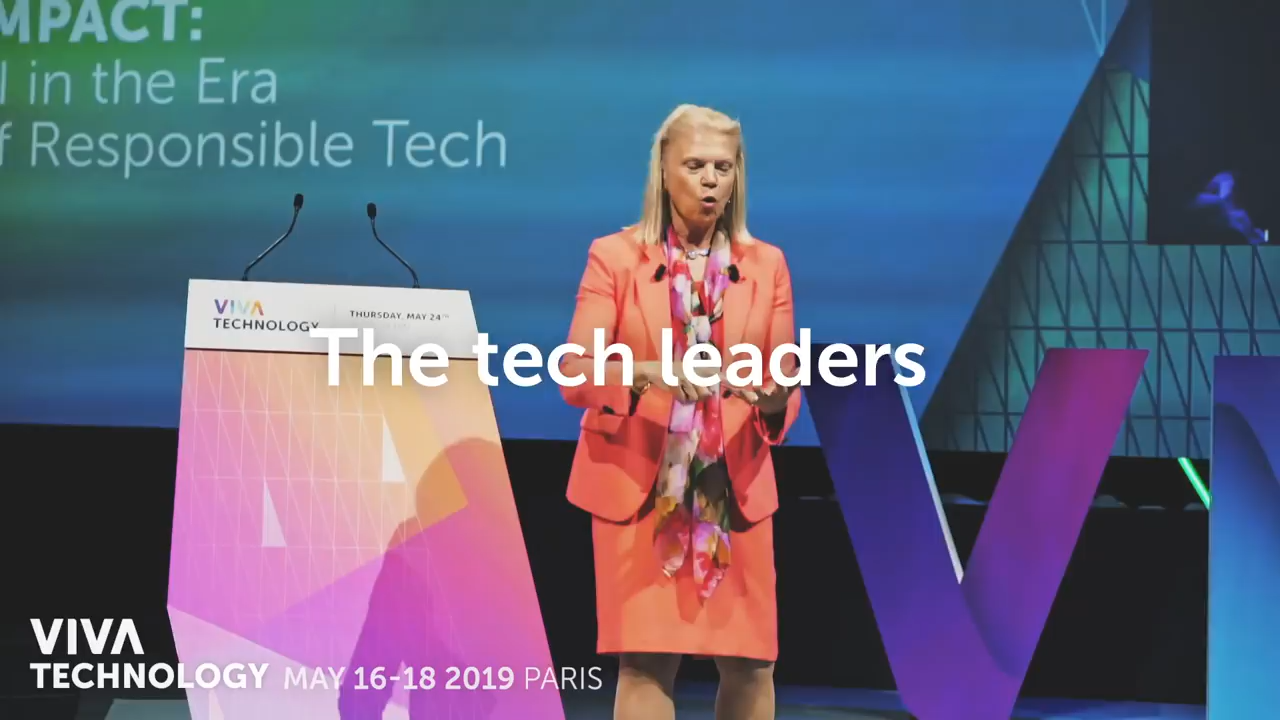 MPACT:
I in the Era
f Responsible Tech
VIVA
TECHNOLOGY
THURSDAY, MAY 24TH
The tech leaders
VIVA
TECHNOLOGY MAY 16-18 2019 PARIS